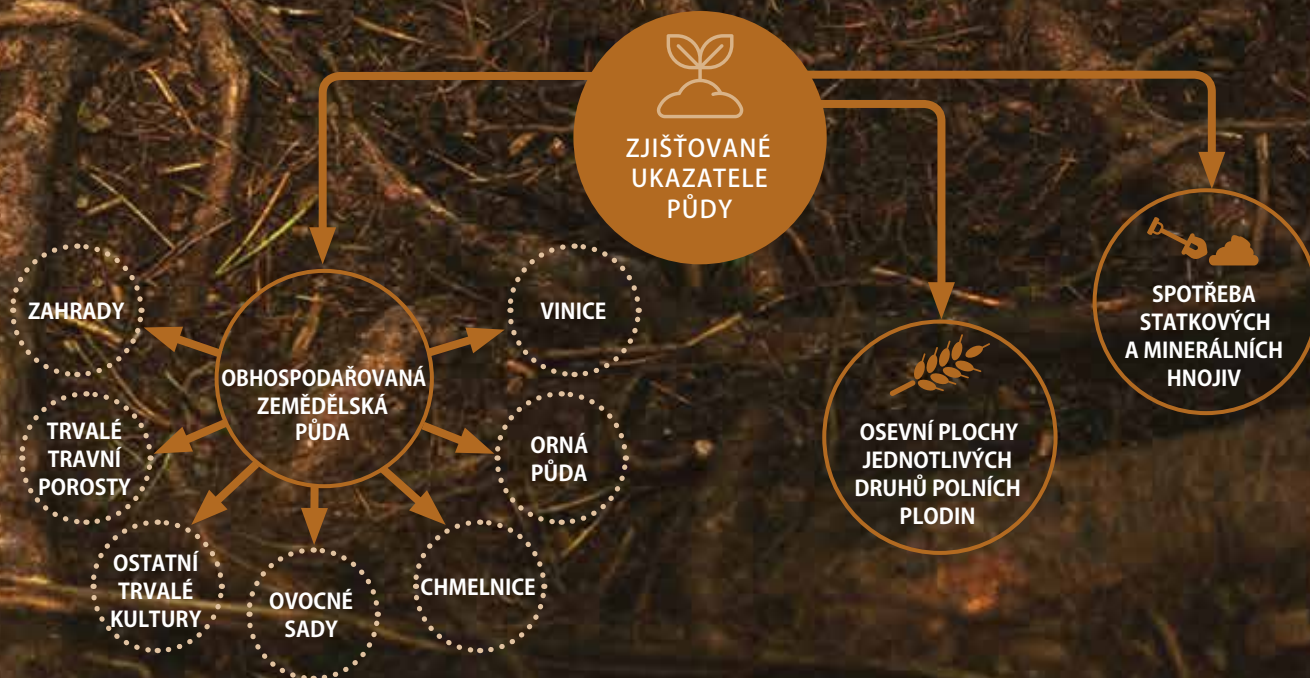 ZJIŠŤOVANÉ
UKAZATELE
PŮDY
OBHOSPODAŘOVANÁ
ZEMĚDĚLSKÁ
PŮDA
ZAHRADY
TRVALÉ
TRAVNÍ
POROSTY
OSTATNÍ
TRVALÉ
KULTURY
OVOCNÉ
SADY
CHMELNICE
ORNÁ
PŮDA
VINICE
OSEVNÍ PLOCHY
JEDNOTLIVÝCH
DRUHŮ POLNÍCH
PLODIN
SPOTŘEBA
STATKOVÝCH
A MINERÁLNÍCH
HNOJIV